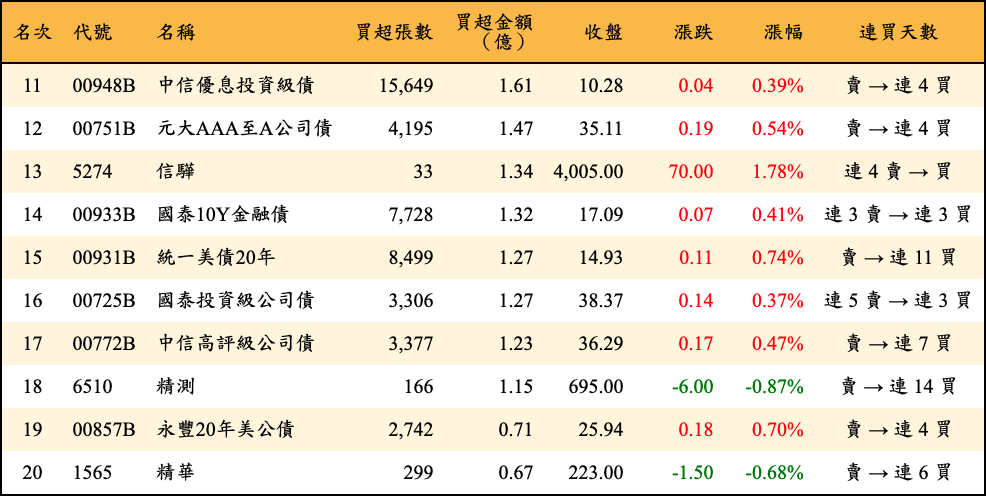 名次 代號 名稱 買超張數 買超金額（億） 收盤 漲跌 漲幅 連買天數
11 00948B 中信優息投資級債 15,649 1.61 10.28 0.04 0.39% 賣 → 連 4 買
12 00751B 元大AAA至A公司債 4,195 1.47 35.11 0.19 0.54% 賣 → 連 4 買
13 5274 信驊 33 1.34 4,005.00 70.00 1.78% 連 4 賣 → 買
14 00933B 國泰10Y金融債 7,728 1.32 17.09 0.07 0.41% 連 3 賣 → 連 3 買
15 00931B 統一美債20年 8,499 1.27 14.93 0.11 0.74% 賣 → 連 11 買
16 00725B 國泰投資級公司債 3,306 1.27 38.37 0.14 0.37% 連 5 賣 → 連 3 買
17 00772B 中信高評級公司債 3,377 1.23 36.29 0.17 0.47% 賣 → 連 7 買
18 6510 精測 166 1.15 695.00 -6.00 -0.87% 賣 → 連 14 買
19 00857B 永豐20年美公債 2,742 0.71 25.94 0.18 0.70% 賣 → 連 4 買
20 1565 精華 299 0.67 223.00 -1.50 -0.68% 賣 → 連 6 買